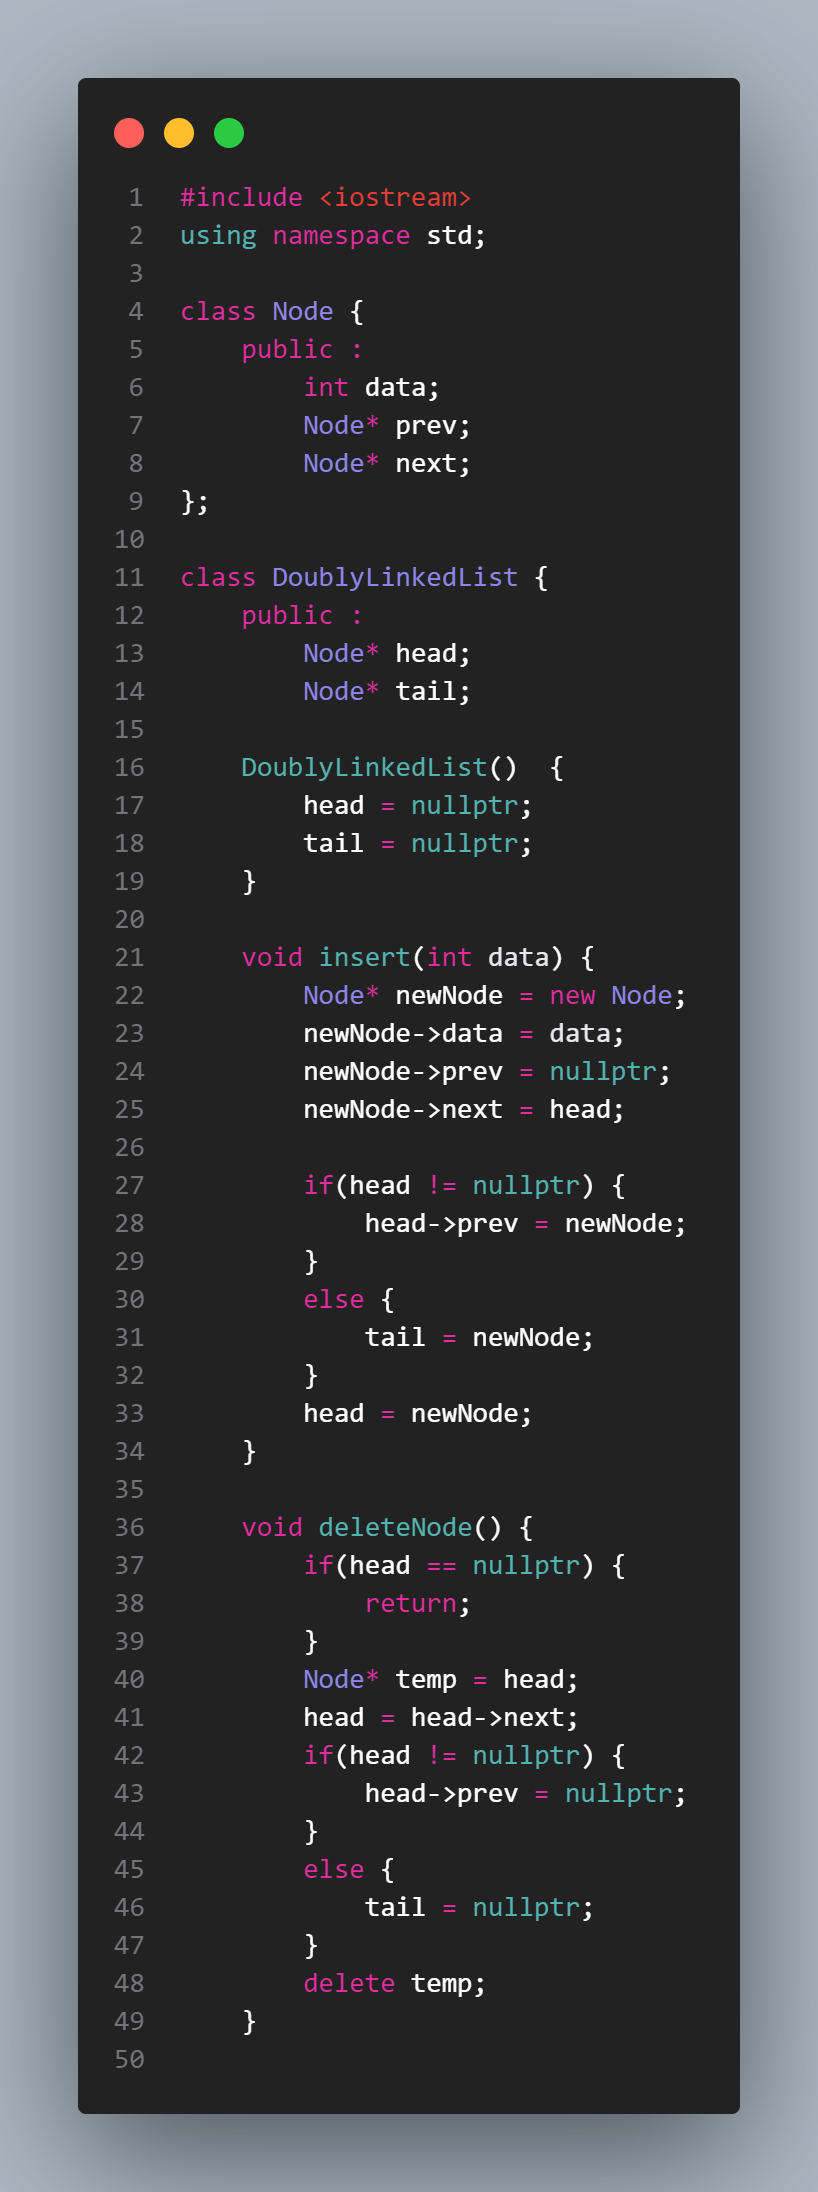 1 #include <iostream>
2 using namespace std;
3
4 class Node {
5     public :
6         int data;
7         Node* prev;
8         Node* next;
9 };
10
11 class DoublyLinkedList {
12     public :
13         Node* head;
14         Node* tail;
15
16     DoublyLinkedList()  {
17         head = nullptr;
18         tail = nullptr;
19     }
20
21     void insert(int data) {
22         Node* newNode = new Node;
23         newNode->data = data;
24         newNode->prev = nullptr;
25         newNode->next = head;
26
27         if(head != nullptr) {
28             head->prev = newNode;
29         }
30         else {
31             tail = newNode;
32         }
33         head = newNode;
34     }
35
36     void deleteNode() {
37         if(head == nullptr) {
38             return;
39         }
40         Node* temp = head;
41         head = head->next;
42         if(head != nullptr) {
43             head->prev = nullptr;
44         }
45         else {
46             tail = nullptr;
47         }
48         delete temp;
49     }
50